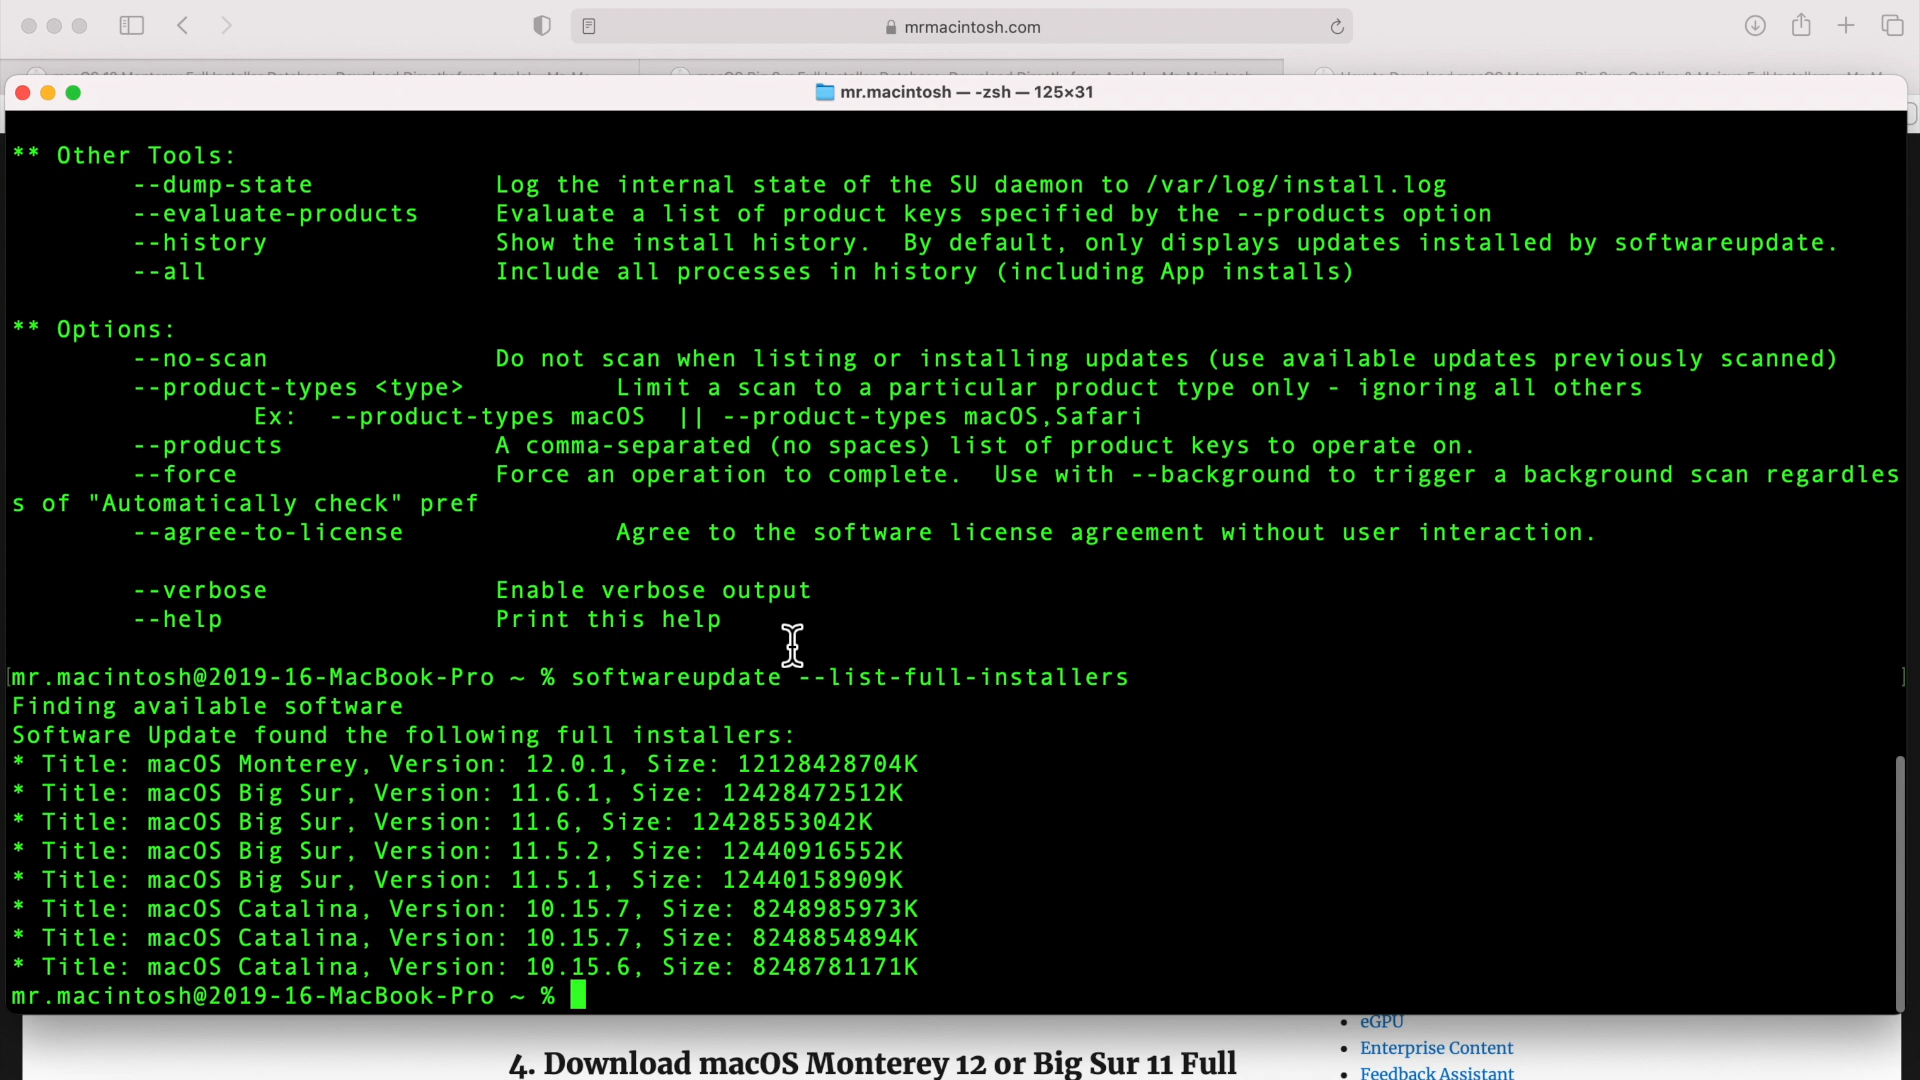 mrmacintosh.com
mr.macintosh — -zsh — 125×31
** Other Tools:
--dump-state Log the internal state of the SU daemon to /var/log/install.log
--evaluate-products Evaluate a list of product keys specified by the --products option
--history Show the install history.  By default, only displays updates installed by softwareupdate.
--all Include all processes in history (including App installs)
** Options:
--no-scan Do not scan when listing or installing updates (use available updates previously scanned)
--product-types <type> Limit a scan to a particular product type only - ignoring all others
Ex:  --product-types macOS  || --product-types macOS,Safari
--products A comma-separated (no spaces) list of product keys to operate on.
--force Force an operation to complete.  Use with --background to trigger a background scan regardles
s of "Automatically check" pref
--agree-to-license Agree to the software license agreement without user interaction.
--verbose Enable verbose output
--help Print this help
[mr.macintosh@2019-16-MacBook-Pro ~ % softwareupdate --list-full-installers ]
Finding available software
Software Update found the following full installers:
* Title: macOS Monterey, Version: 12.0.1, Size: 12128428704K
* Title: macOS Big Sur, Version: 11.6.1, Size: 12428472512K
* Title: macOS Big Sur, Version: 11.6, Size: 12428553042K
* Title: macOS Big Sur, Version: 11.5.2, Size: 12440916552K
* Title: macOS Big Sur, Version: 11.5.1, Size: 12440158909K
* Title: macOS Catalina, Version: 10.15.7, Size: 8248985973K
* Title: macOS Catalina, Version: 10.15.7, Size: 8248854894K
* Title: macOS Catalina, Version: 10.15.6, Size: 8248781171K
mr.macintosh@2019-16-MacBook-Pro ~ %
4. Download macOS Monterey 12 or Big Sur 11 Full
• eGPU
• Enterprise Content
• Feedback Assistant